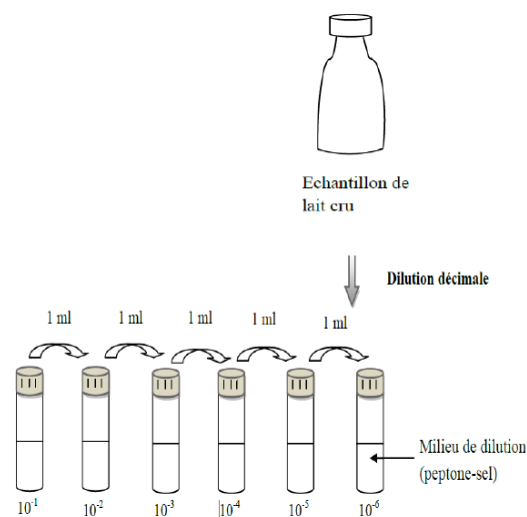 Echantillon de
lait cru
Dilution décimale
1 ml 1 ml 1 ml 1 ml 1 ml
Milieu de dilution
(peptone-sel)
10⁻¹ 10⁻² 10⁻³ 10⁻⁴ 10⁻⁵ 10⁻⁶